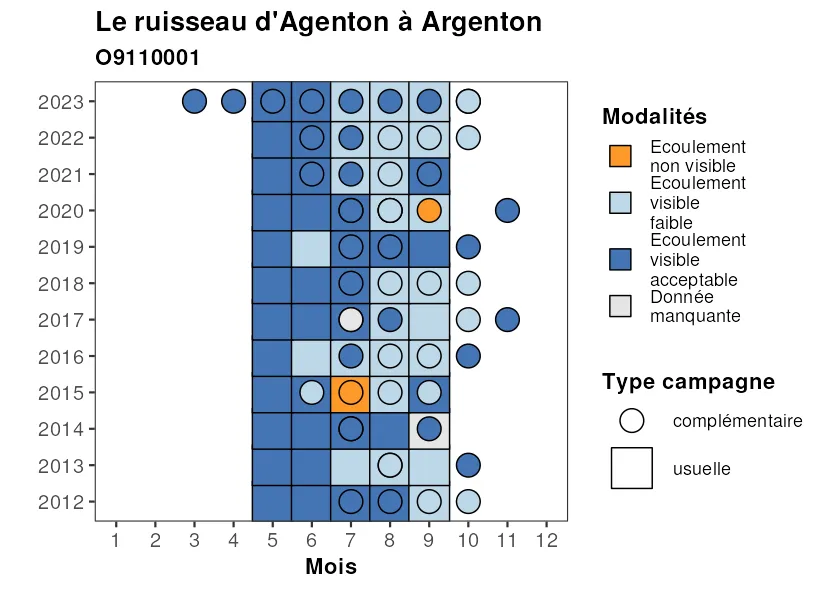 Le ruisseau d'Agenton à Argenton
O9110001
2023
2022
2021
2020
2019
2018
2017
2016
2015
2014
2013
2012
1 2 3 4 5 6 7 8 9 10 11 12
Mois
Modalités
Ecoulement
non visible
Ecoulement
visible
faible
Ecoulement
visible
acceptable
Donnée
manquante
Type campagne
complémentaire
usuelle